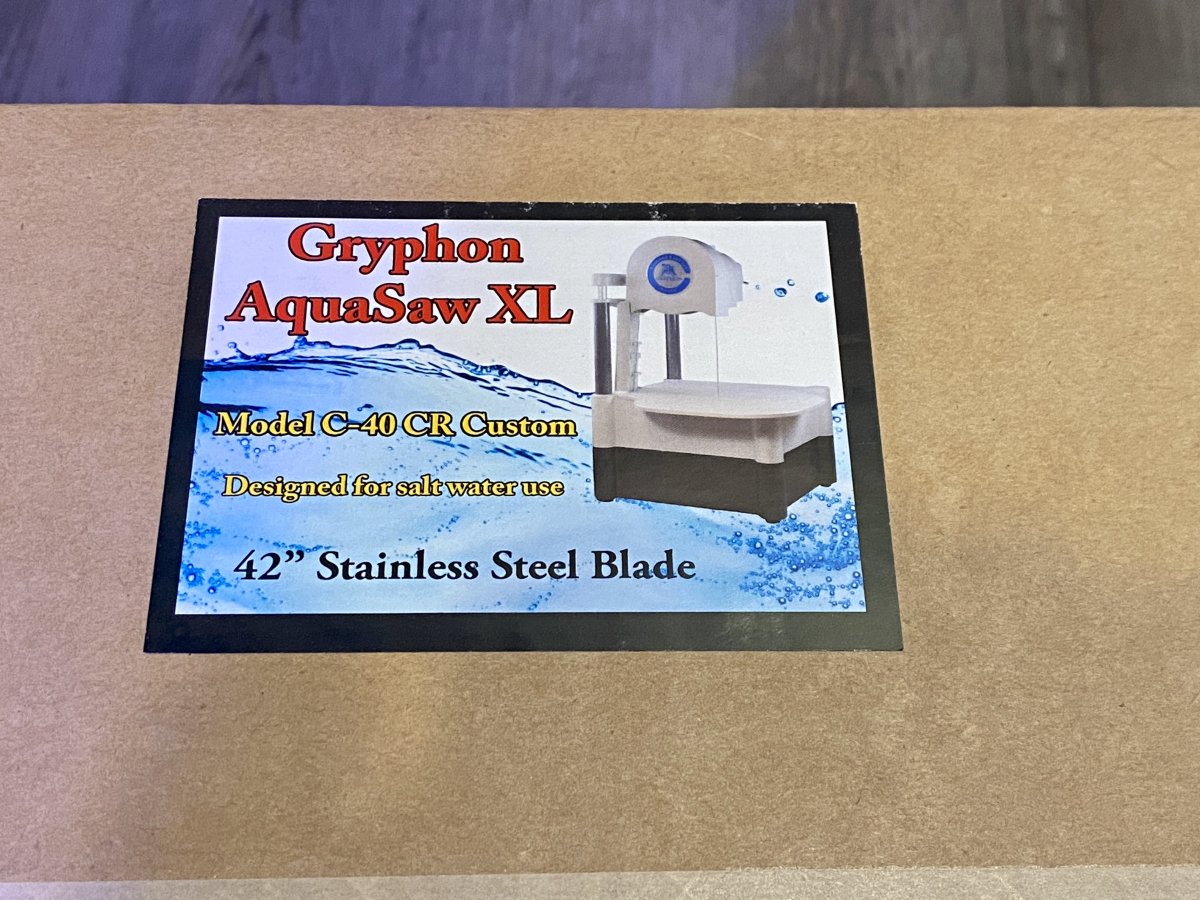 Gryphon
AquaSaw XL
Model C-40 CR Custom
Designed for salt water use
42” Stainless Steel Blade